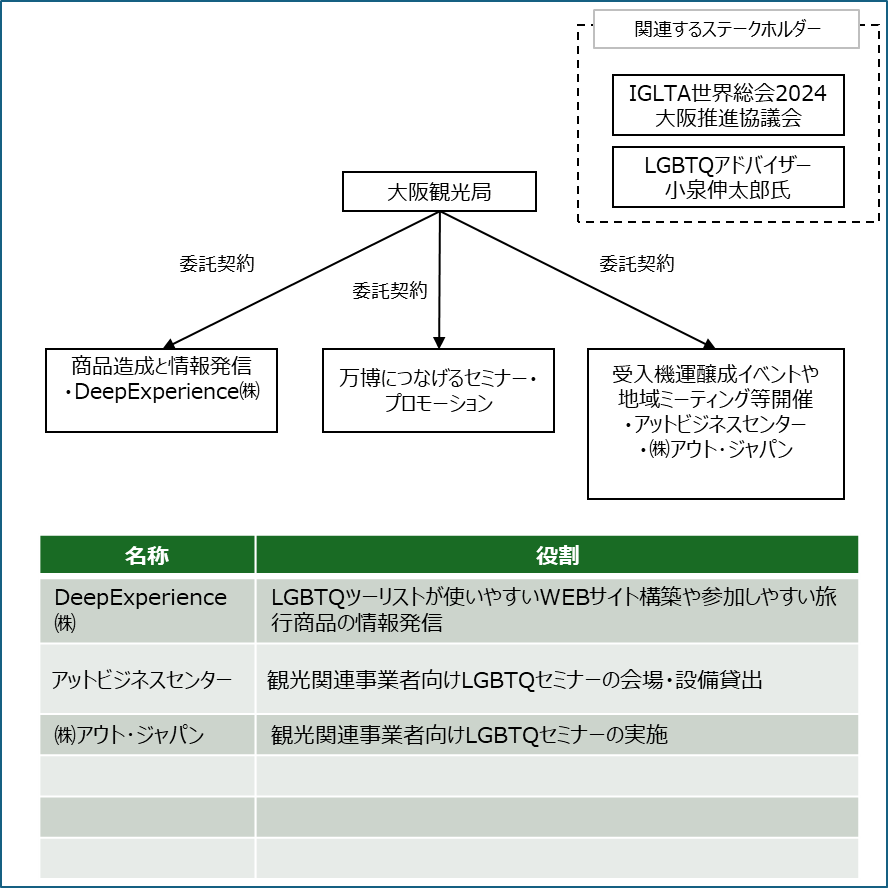 関連するステークホルダー
IGLTA世界総会2024
大阪推進協議会
LGBTQアドバイザー
小泉伸太郎氏
大阪観光局
委託契約
委託契約
委託契約
商品造成と情報発信
・DeepExperience㈱
万博につなげるセミナー・
プロモーション
受入機運醸成イベントや
地域ミーティング等開催
・アットビジネスセンター
・㈱アウト・ジャパン
名称
役割
DeepExperience
㈱
LGBTQツーリストが使いやすいWEBサイト構築や参加しやすい旅
行商品の情報発信
アットビジネスセンター
観光関連事業者向けLGBTQセミナーの会場・設備貸出
㈱アウト・ジャパン
観光関連事業者向けLGBTQセミナーの実施